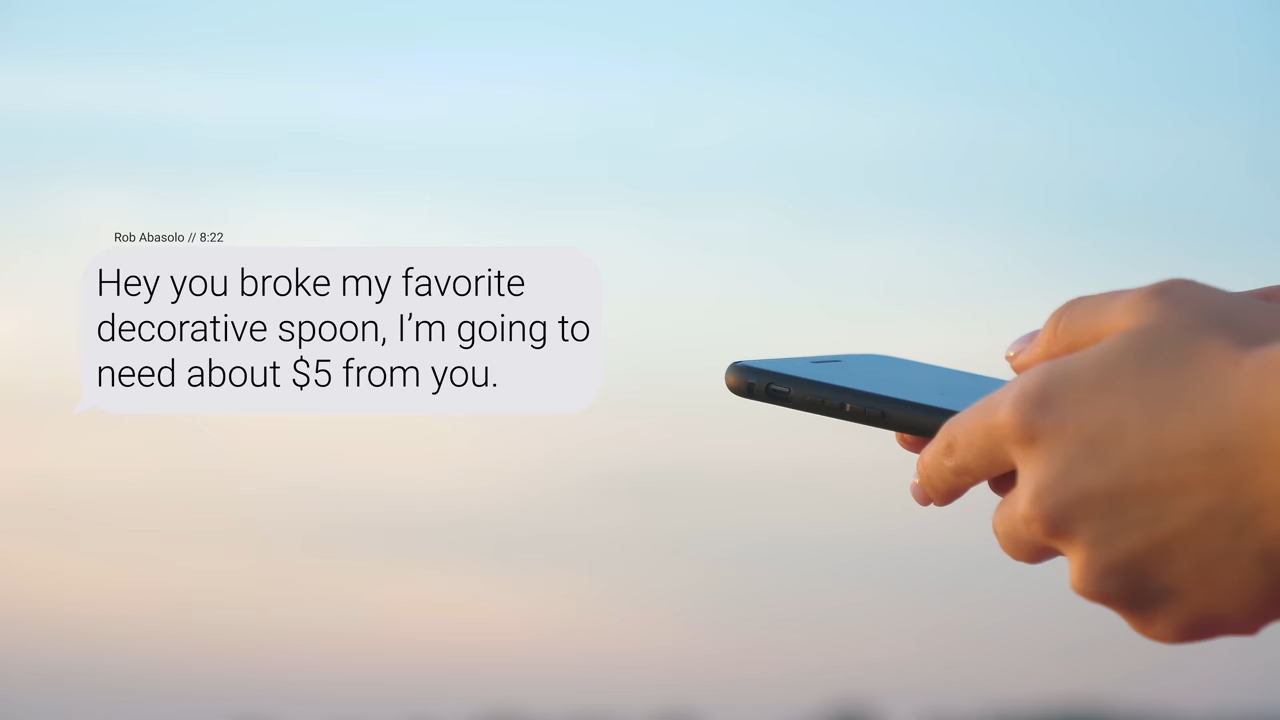 Rob Abasolo // 8:22
Hey you broke my favorite
decorative spoon, I’m going to
need about $5 from you.